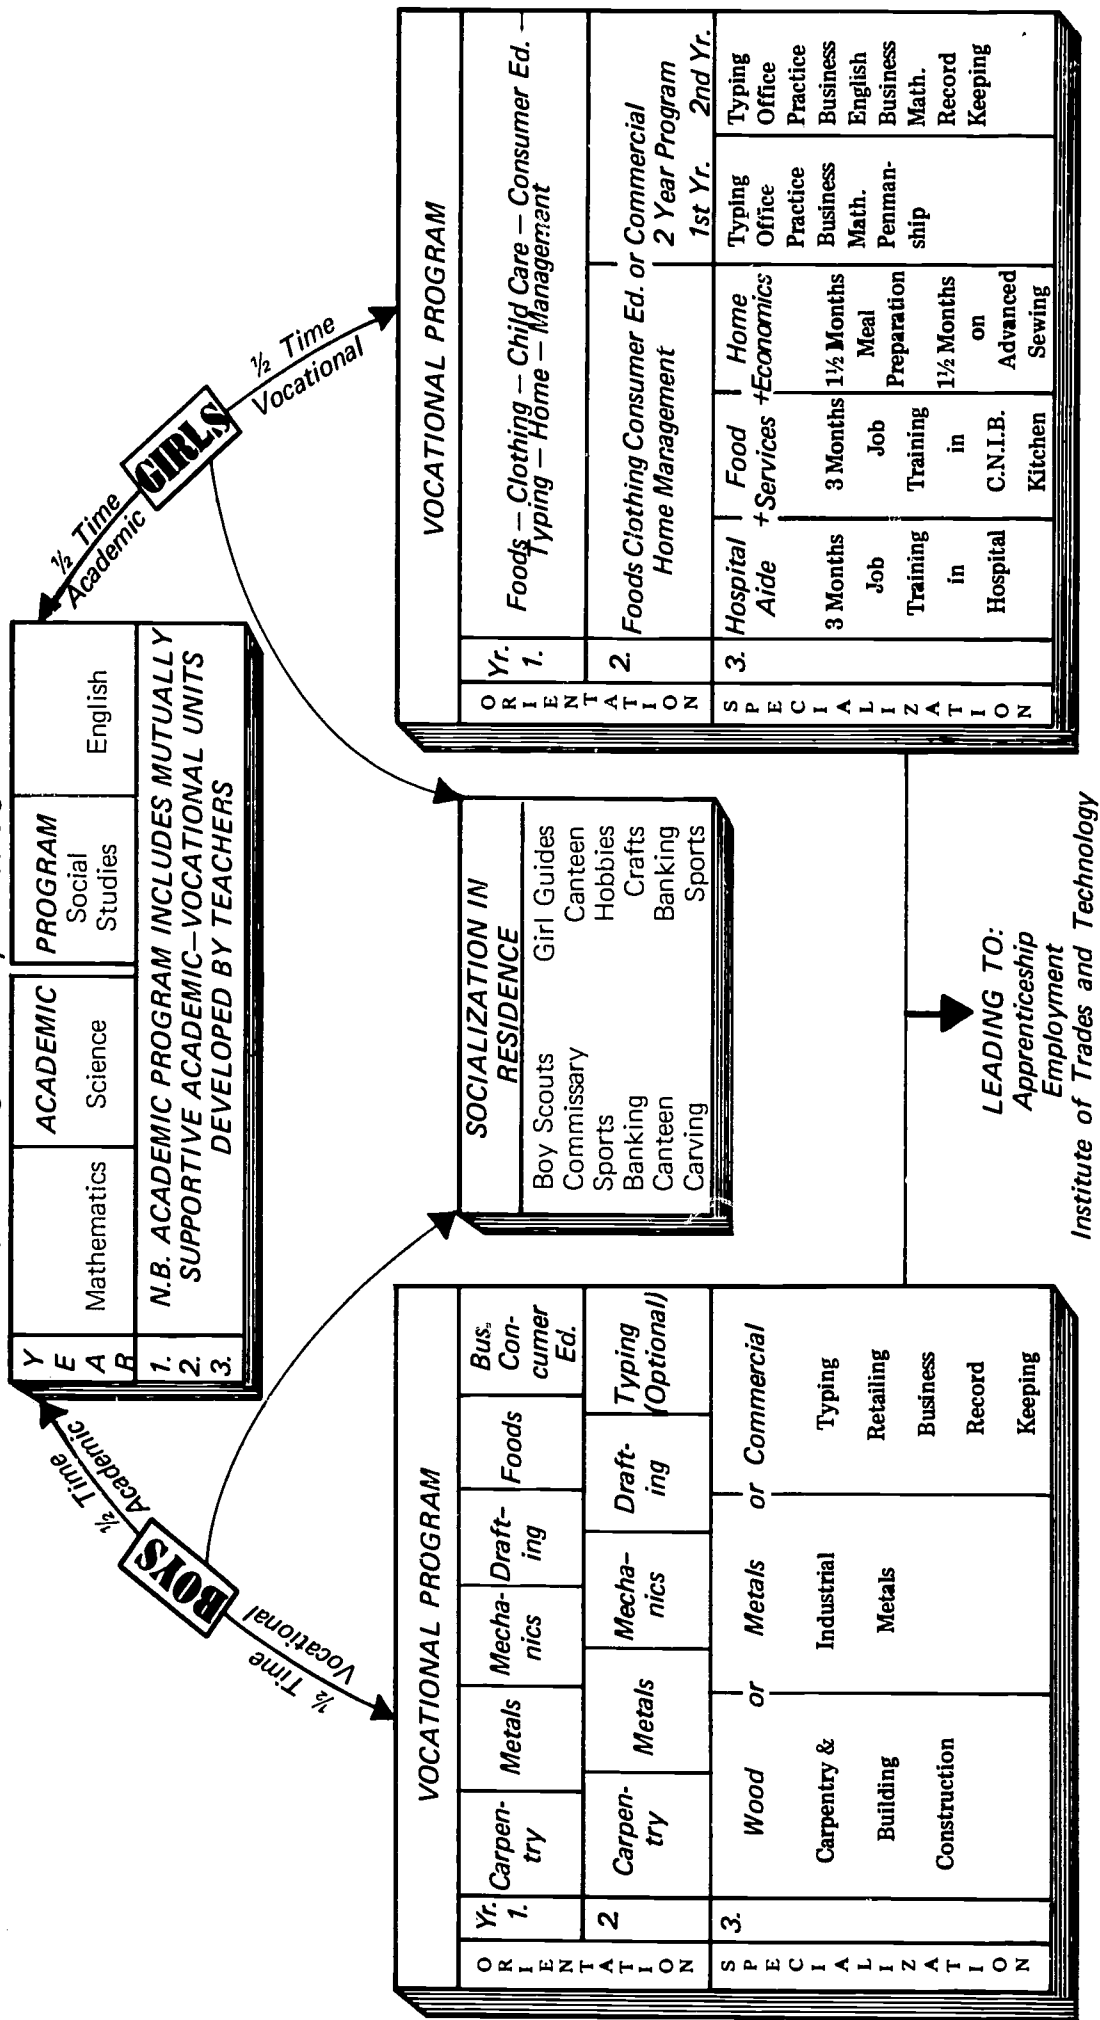 Y
E
A
R
ACADEMIC PROGRAM
Mathematics Science Social Studies English
1.
2.
3.
N.B. ACADEMIC PROGRAM INCLUDES MUTUALLY
SUPPORTIVE ACADEMIC–VOCATIONAL UNITS
DEVELOPED BY TEACHERS
½ Time
Academic
BOYS
½ Time
Vocational
½ Time
Academic
GIRLS
½ Time
Vocational
VOCATIONAL PROGRAM
ORIENTATION
Yr.
1.
Carpen-
try
Metals
Mecha-
nics
Draft-
ing
Foods
Bus.
Con-
cumer
Ed.
2
Carpen-
try
Metals
Mecha-
nics
Draft-
ing
Typing
(Optional)
SPECIALIZATION
3.
Wood or Metals or Commercial
Carpentry &
Building
Construction
Industrial
Metals
Typing
Retailing
Business
Record
Keeping
SOCIALIZATION IN
RESIDENCE
Boy Scouts
Commissary
Sports
Banking
Canteen
Carving
Girl Guides
Canteen
Hobbies
Crafts
Banking
Sports
VOCATIONAL PROGRAM
ORIENTATION
Yr.
1.
Foods – Clothing – Child Care – Consumer Ed. -
Typing – Home – Management
2.
Foods Clothing Consumer Ed. or Commercial
Home Management
2 Year Program
1st Yr. 2nd Yr.
SPECIALIZATION
3.
Hospital
Aide
+
Food
Services
+
Home
Economics
3 Months
Job
Training
in
Hospital
3 Months
Job
Training
in
C.N.I.B.
Kitchen
1½ Months
Meal
Preparation
1½ Months
on
Advanced
Sewing
Typing
Office
Practice
Business
Math.
Penman-
ship
Typing
Office
Practice
Business
English
Business
Math.
Record
Keeping
LEADING TO:
Apprenticeship
Employment
Institute of Trades and Technology